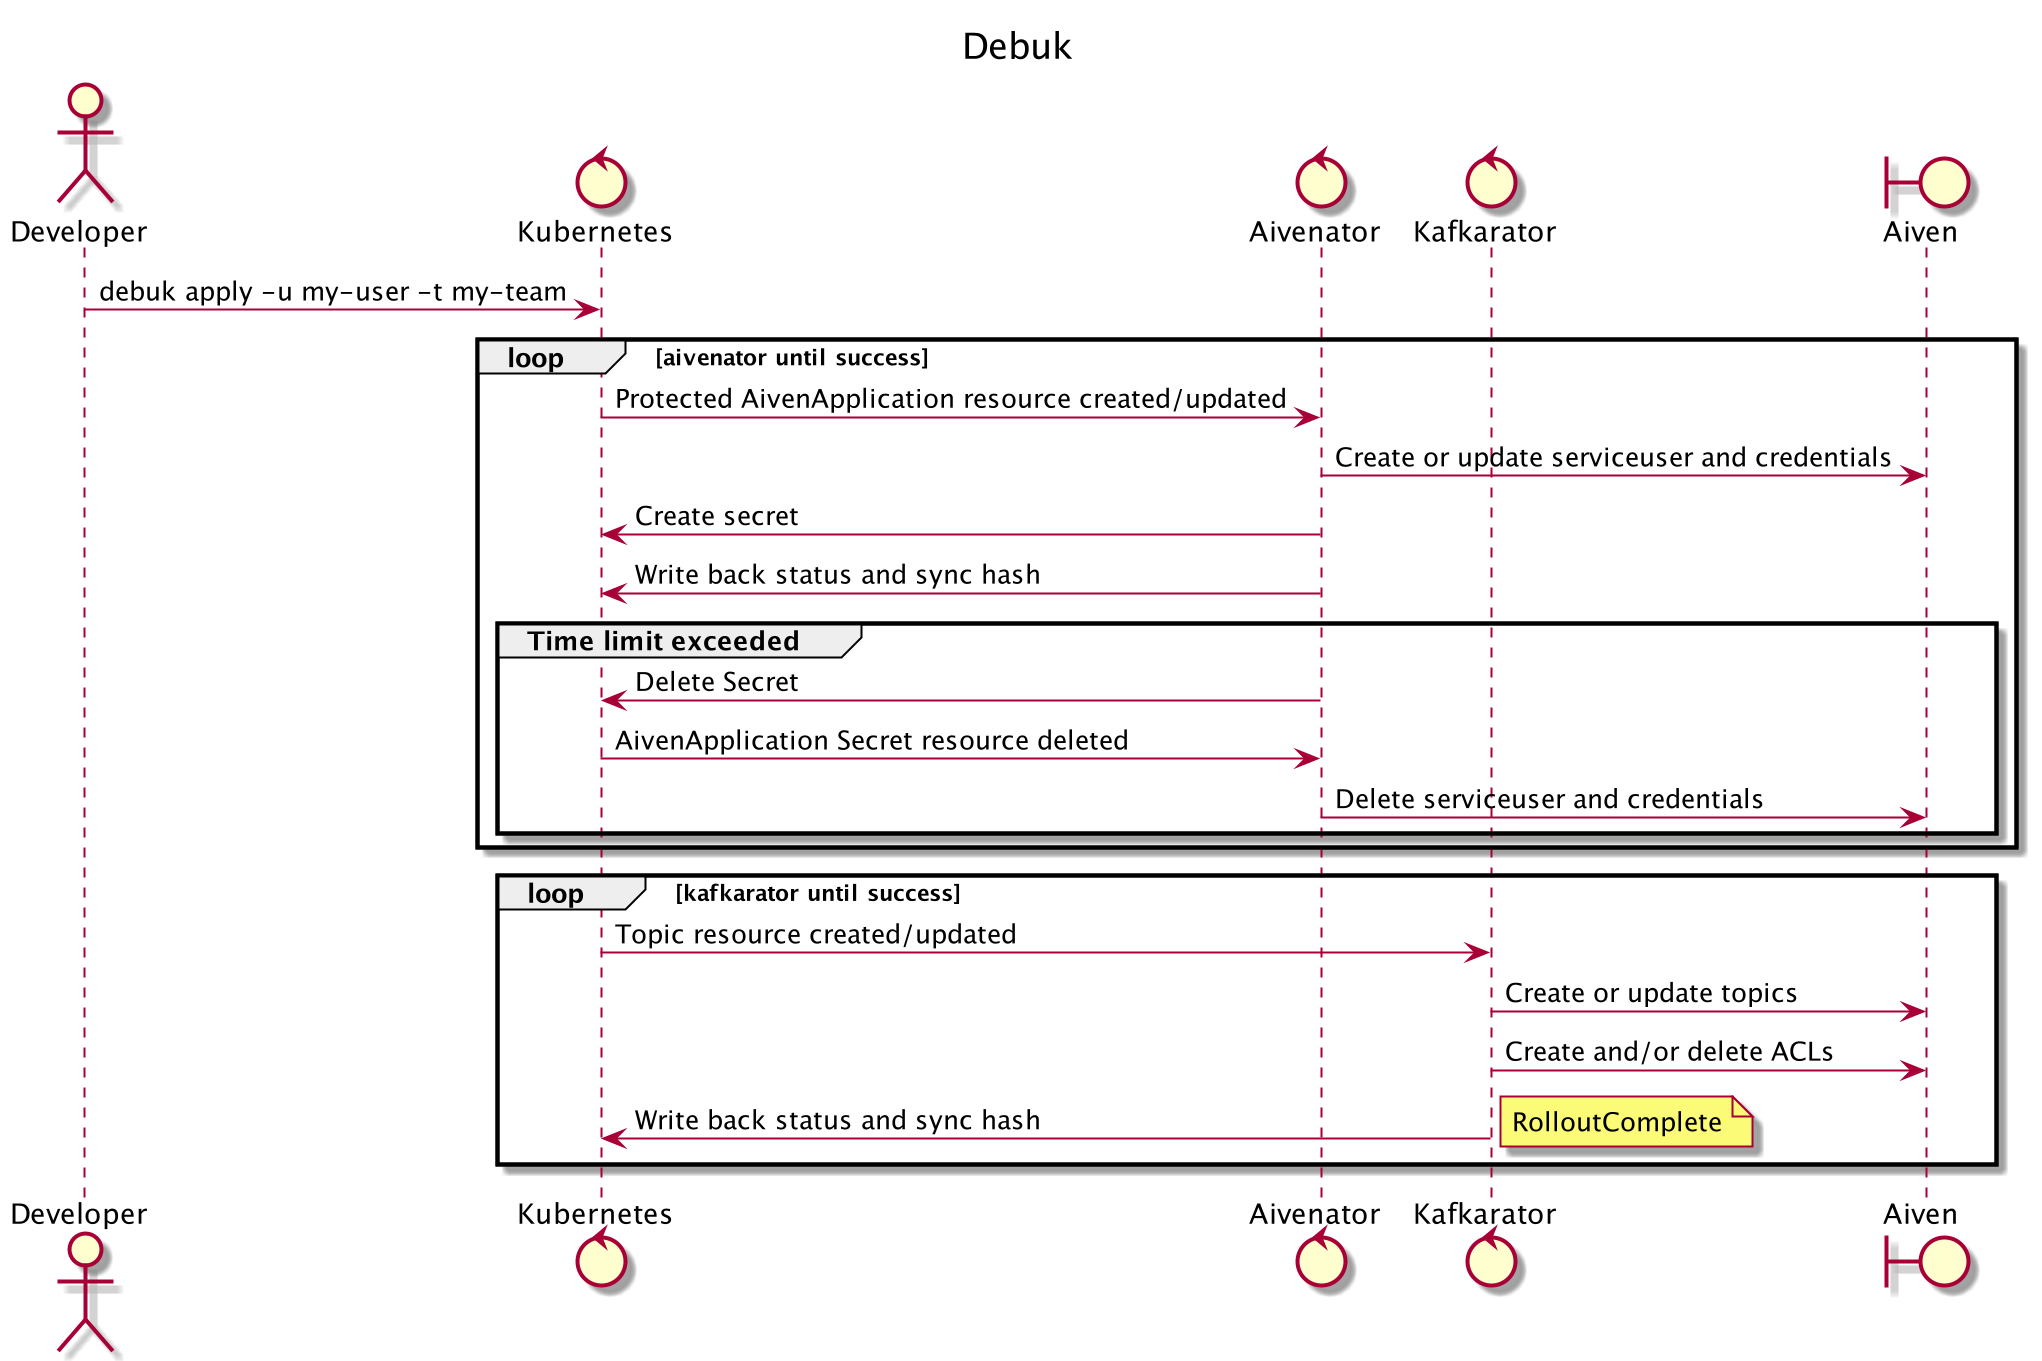 Debuk
Developer
Kubernetes
Aivenator
Kafkarator
Aiven
debuk apply -u my-user -t my-team
loop [aivenator until success]
Protected AivenApplication resource created/updated
Create or update serviceuser and credentials
Create secret
Write back status and sync hash
Time limit exceeded
Delete Secret
AivenApplication Secret resource deleted
Delete serviceuser and credentials
loop [kafkarator until success]
Topic resource created/updated
Create or update topics
Create and/or delete ACLs
Write back status and sync hash
RolloutComplete
Developer
Kubernetes
Aivenator
Kafkarator
Aiven